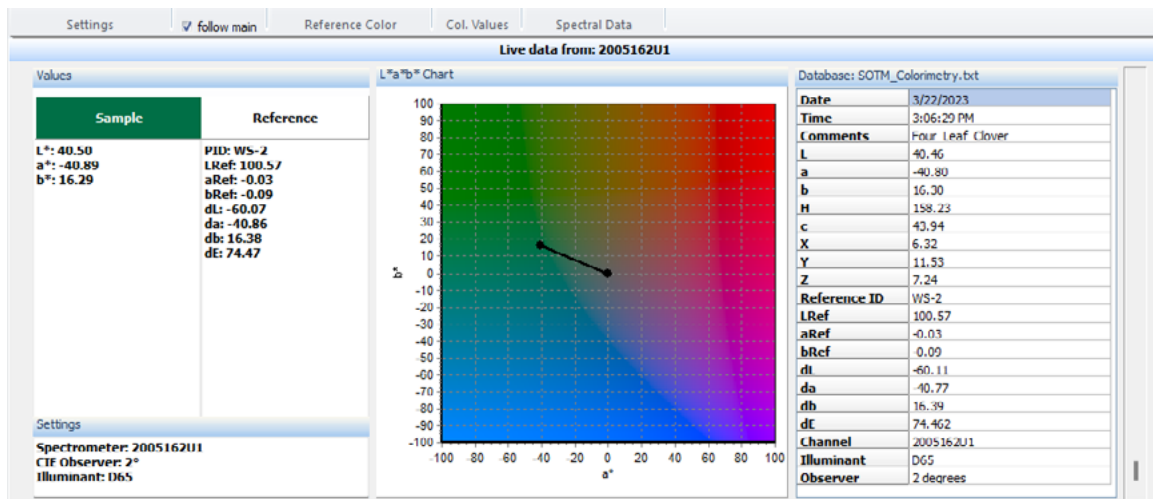 Settings
follow main
Reference Color
Col. Values
Spectral Data
Live data from: 2005162U1
Values
Sample Reference
L*: 40.50
a*: -40.89
b*: 16.29
PID: WS-2
LRef: 100.57
aRef: -0.03
bRef: -0.09
dL: -60.07
da: -40.86
db: 16.38
dE: 74.47
Settings
Spectrometer: 2005162U1
CIE Observer: 2°
Illuminant: D65
L*a*b* Chart
100
90
80
70
60
50
40
30
20
10
0
-10
-20
-30
-40
-50
-60
-70
-80
-90
-100
b*
-100 -80 -60 -40 -20 0 20 40 60 80 100
a*
Database: SOTM_Colorimetry.txt
Date 3/22/2023
Time 3:06:29 PM
Comments Four Leaf Clover
L 40.46
a -40.80
b 16.30
H 158.23
c 43.94
X 6.32
Y 11.53
Z 7.24
Reference ID WS-2
LRef 100.57
aRef -0.03
bRef -0.09
dL -60.11
da -40.77
db 16.39
dE 74.462
Channel 2005162U1
Illuminant D65
Observer 2 degrees